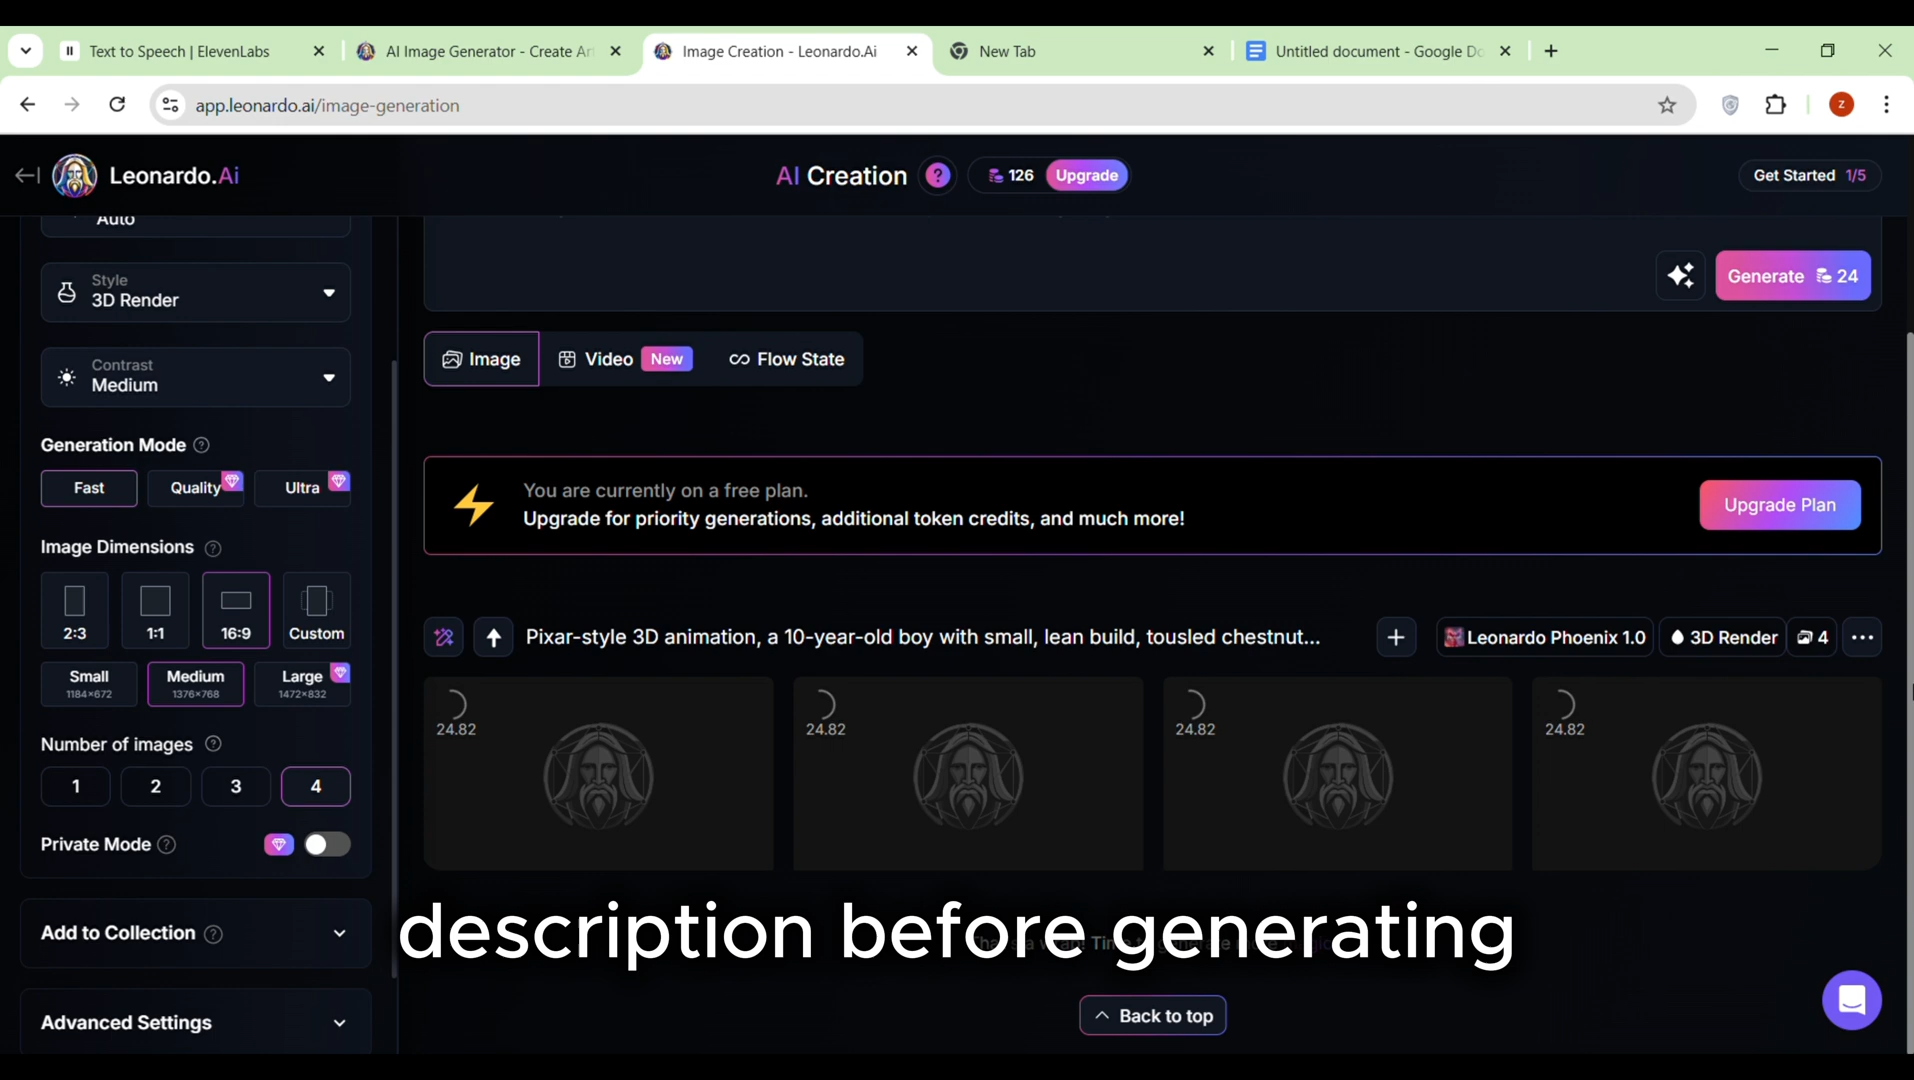 Text to Speech | ElevenLabs
AI Image Generator - Create Ar
Image Creation - Leonardo.Ai
New Tab
Untitled document - Google Do
app.leonardo.ai/image-generation
Z
Leonardo.Ai
AI Creation ? 126 Upgrade
Get Started 1/5
Auto
Style
3D Render
Generate 24
Contrast
Medium
Image
Video New
Flow State
Generation Mode ?
Fast
Quality
Ultra
You are currently on a free plan.
Upgrade for priority generations, additional token credits, and much more!
Upgrade Plan
Image Dimensions ?
2:3
1:1
16:9
Custom
Small
1184×672
Medium
1376×768
Large
1472×832
Pixar-style 3D animation, a 10-year-old boy with small, lean build, tousled chestnut...
Leonardo Phoenix 1.0
3D Render
4
24.82
24.82
24.82
24.82
Number of images ?
1
2
3
4
Private Mode ?
Add to Collection ?
description before generating
Advanced Settings
Back to top